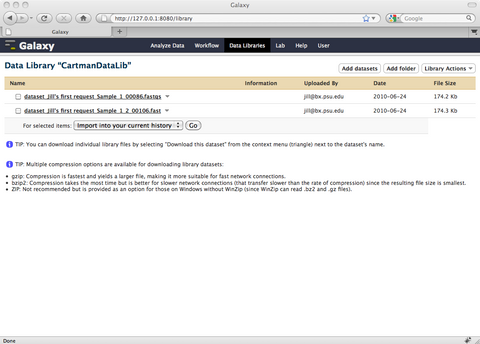 Galaxy
http://127.0.0.1:8080/library
Google
Galaxy
Galaxy
Analyze Data Workflow Data Libraries Lab Help User
Data Library “CartmanDataLib”
Add datasets Add folder Library Actions
Name Information Uploaded By Date File Size
dataset_Jill's first request_Sample_1_00086.fastqs jill@bx.psu.edu 2010-06-24 174.2 Kb
dataset_Jill's first request_Sample_1_2_00106.fast jill@bx.psu.edu 2010-06-24 174.3 Kb
For selected items: Import into your current history Go
TIP: You can download individual library files by selecting "Download this dataset" from the context menu (triangle) next to the dataset's name.
TIP: Multiple compression options are available for downloading library datasets:
• gzip: Compression is fastest and yields a larger file, making it more suitable for fast network connections.
• bzip2: Compression takes the most time but is better for slower network connections (that transfer slower than the rate of compression) since the resulting file size is smallest.
• ZIP: Not recommended but is provided as an option for those on Windows without WinZip (since WinZip can read .bz2 and .gz files).
Done